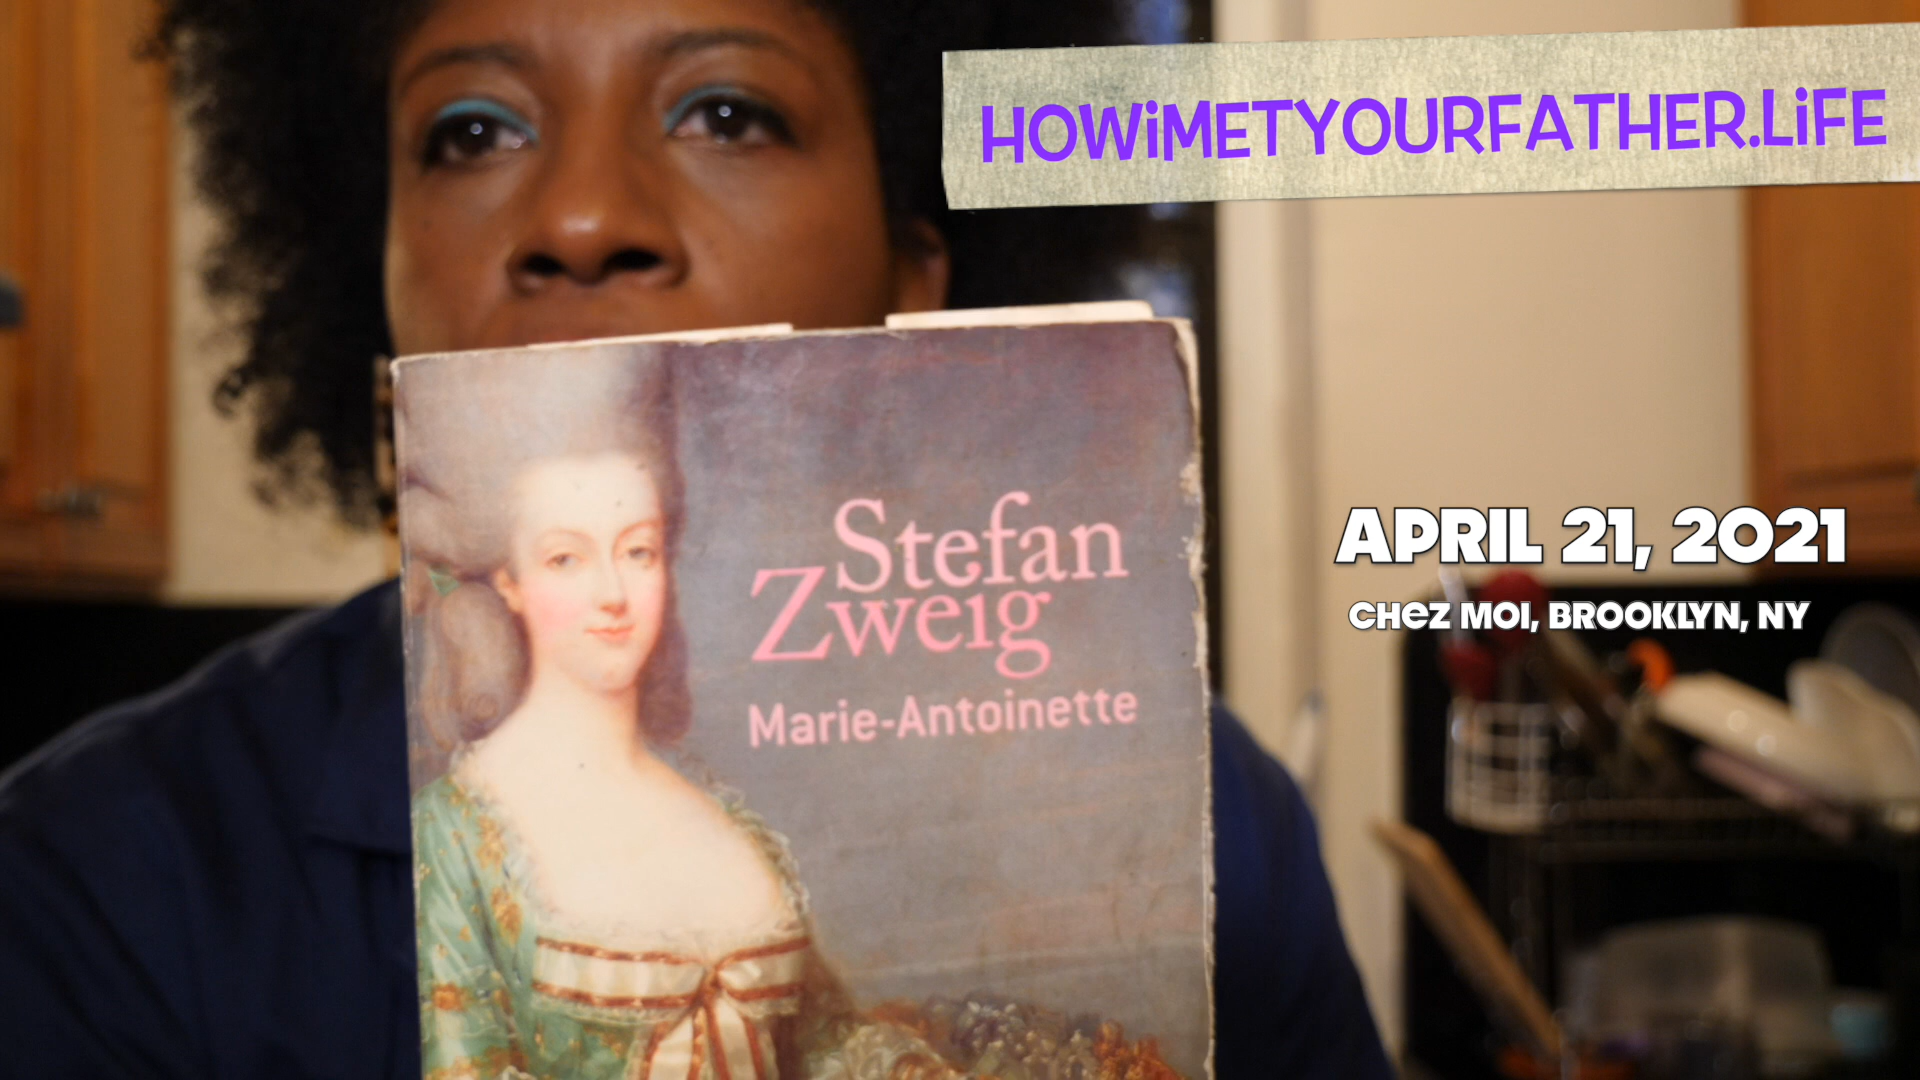 HOWiMETYOURFATHER.LiFE
Stefan
Zweig
Marie-Antoinette
APRIL 21, 2021
CHEZ MOI, BROOKLYN, NY